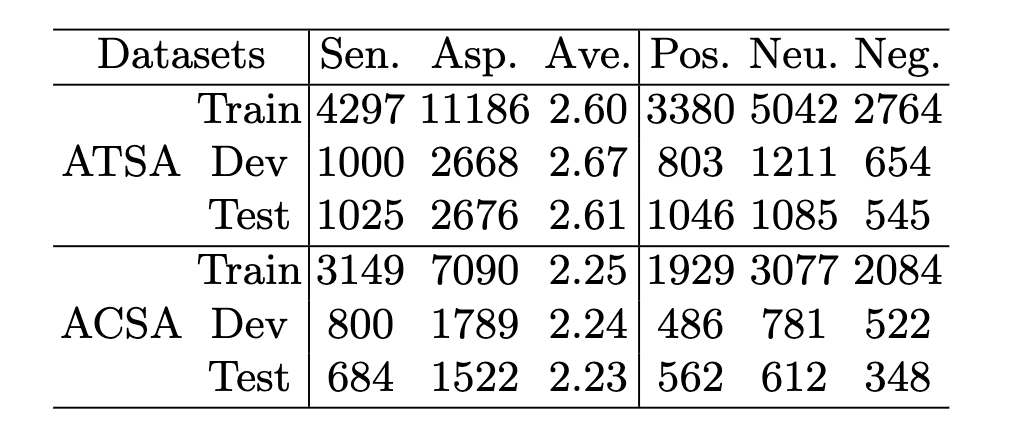 Datasets Sen. Asp. Ave. Pos. Neu. Neg.
Train 4297 11186 2.60 3380 5042 2764
ATSA Dev 1000 2668 2.67 803 1211 654
Test 1025 2676 2.61 1046 1085 545
Train 3149 7090 2.25 1929 3077 2084
ACSA Dev 800 1789 2.24 486 781 522
Test 684 1522 2.23 562 612 348